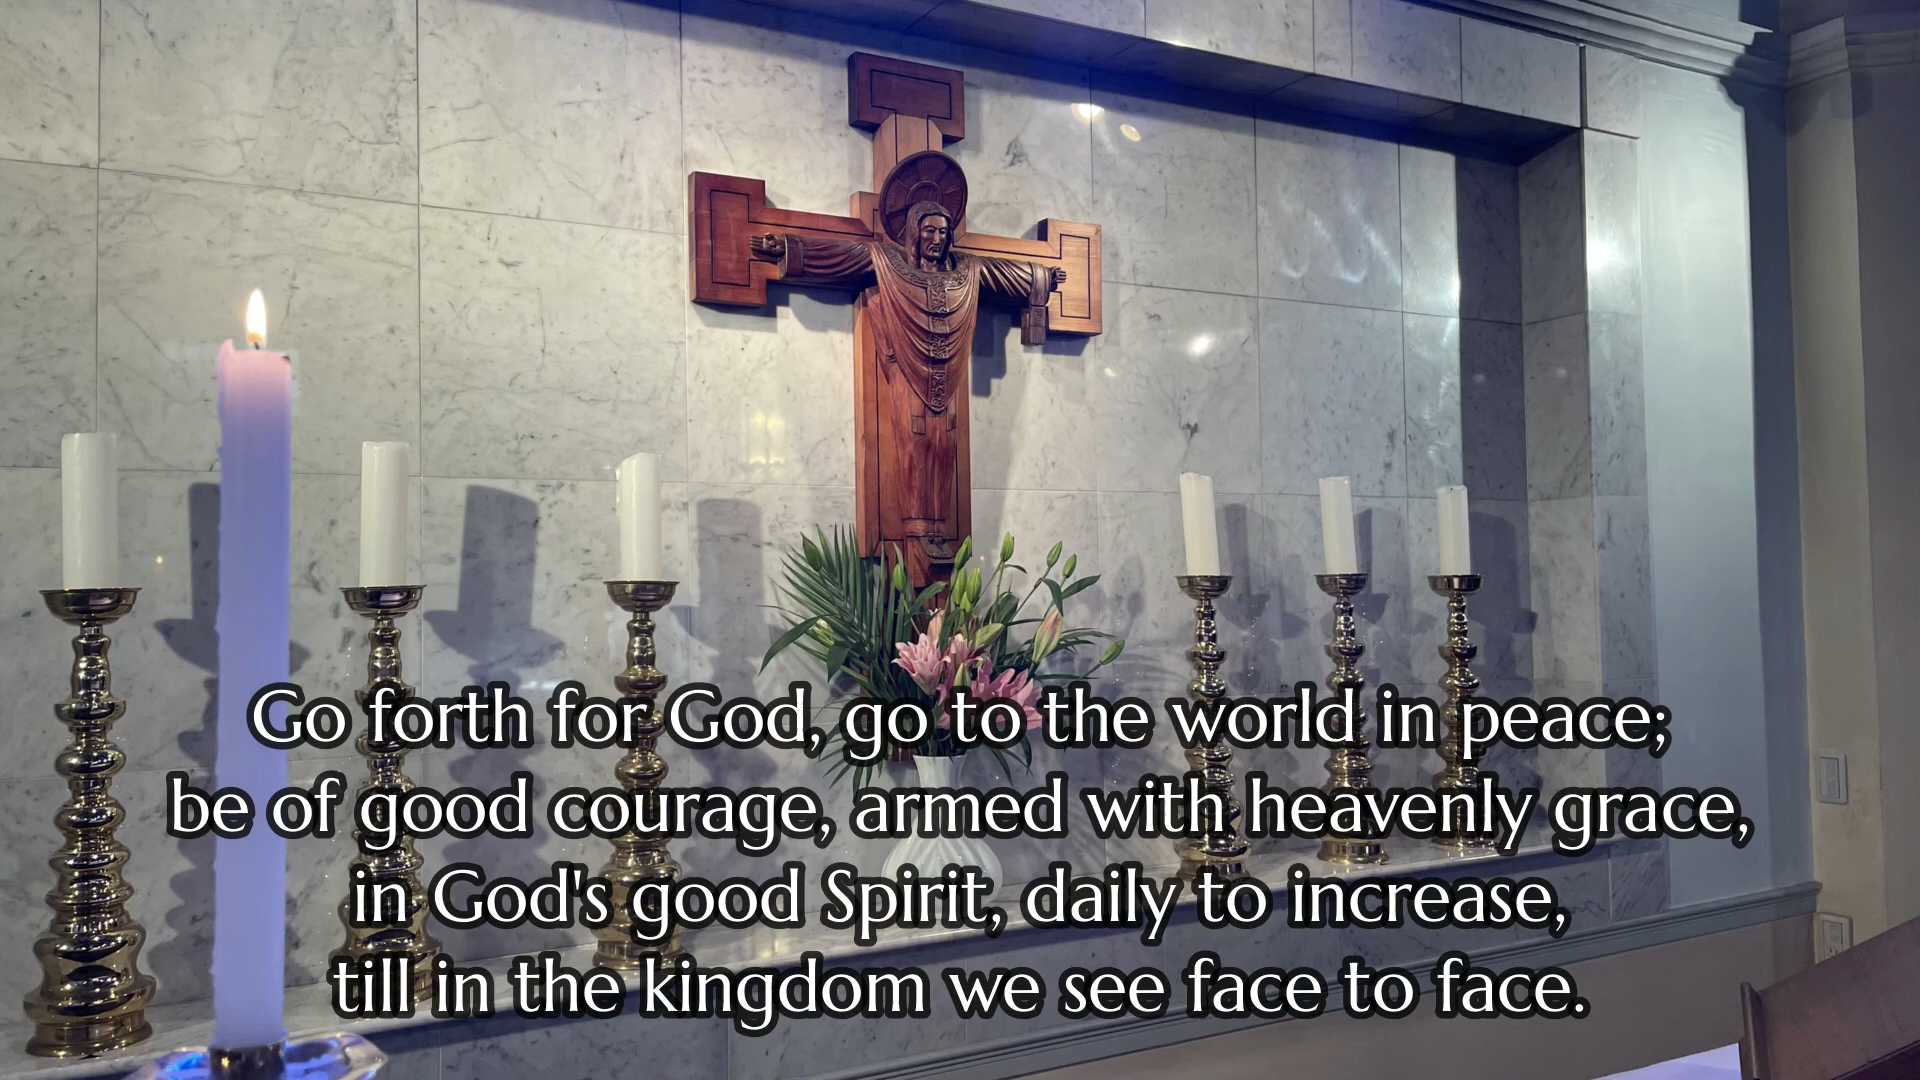 Go forth for God, go to the world in peace;
be of good courage, armed with heavenly grace,
in God's good Spirit, daily to increase,
till in the kingdom we see face to face.